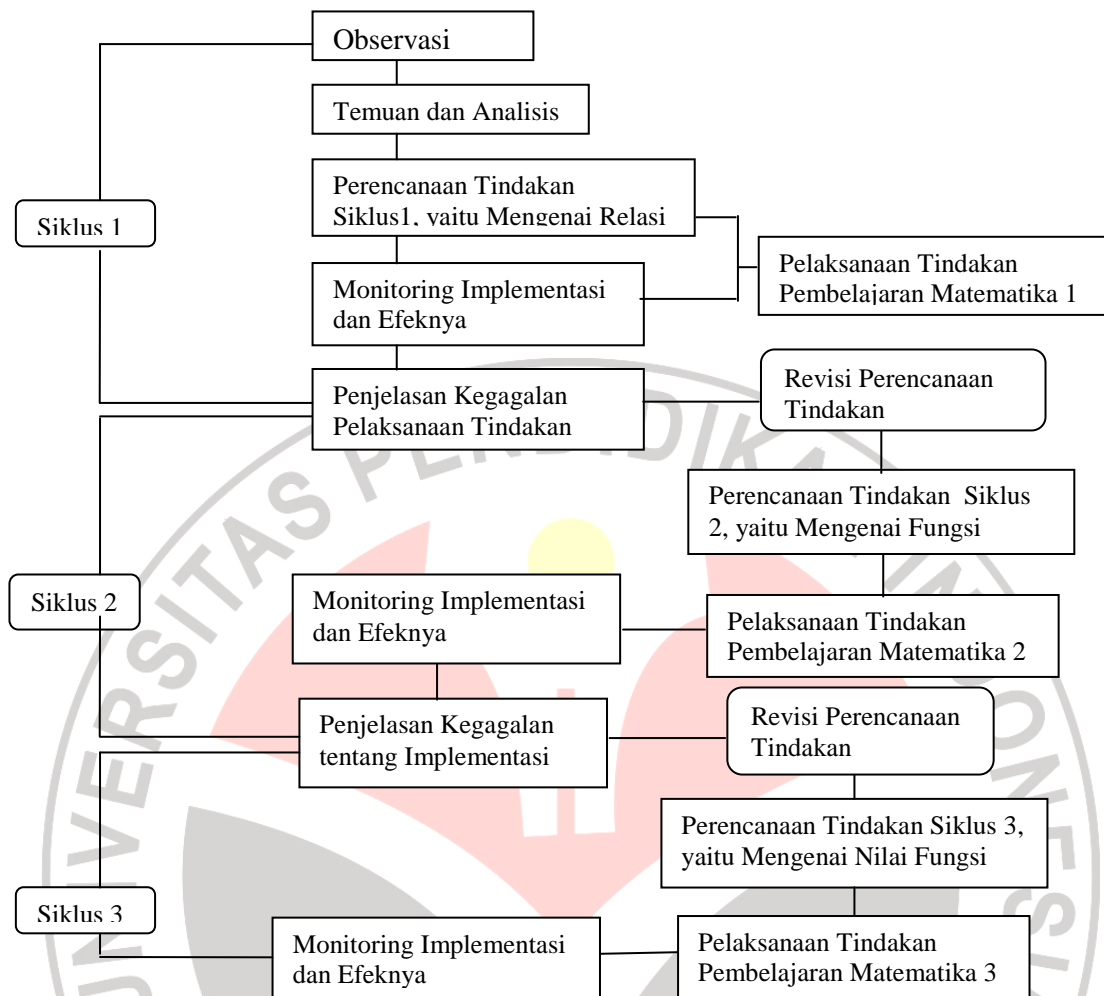 Observasi
Temuan dan Analisis
Perencanaan Tindakan
Siklus1, yaitu Mengenai Relasi
Siklus 1
Pelaksanaan Tindakan
Pembelajaran Matematika 1
Monitoring Implementasi
dan Efeknya
Penjelasan Kegagalan
Pelaksanaan Tindakan
Revisi Perencanaan
Tindakan
Perencanaan Tindakan Siklus
2, yaitu Mengenai Fungsi
Siklus 2
Monitoring Implementasi
dan Efeknya
Pelaksanaan Tindakan
Pembelajaran Matematika 2
Penjelasan Kegagalan
tentang Implementasi
Revisi Perencanaan
Tindakan
Perencanaan Tindakan Siklus 3,
yaitu Mengenai Nilai Fungsi
Siklus 3
Monitoring Implementasi
dan Efeknya
Pelaksanaan Tindakan
Pembelajaran Matematika 3
UNIVERSITAS PENDIDIKAN INDONESIA